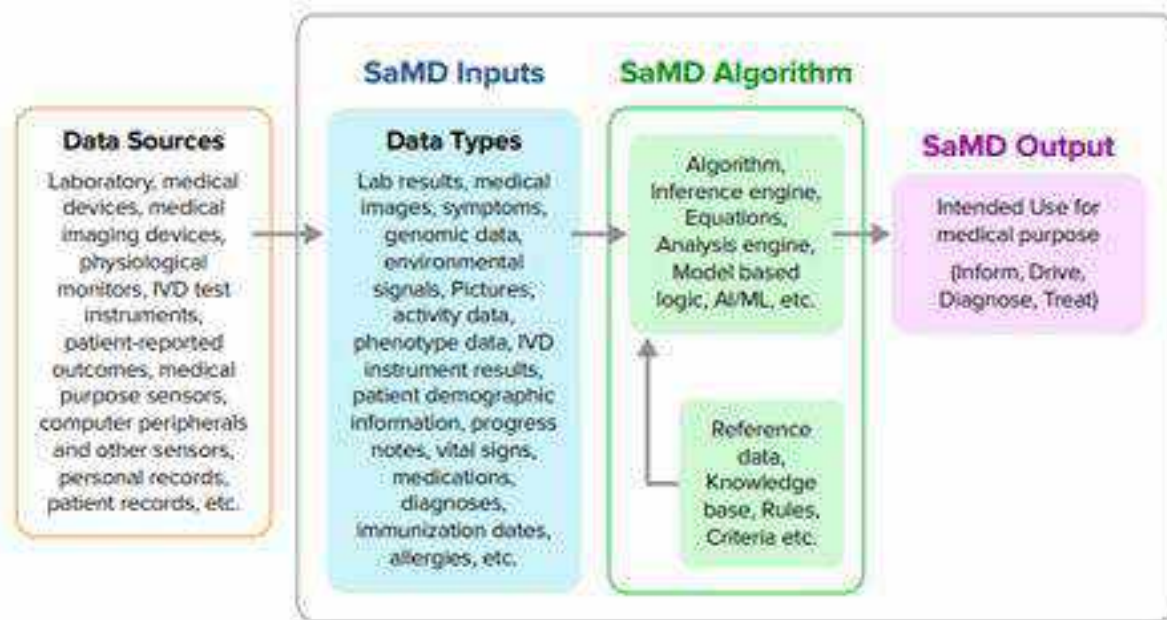 SaMD Inputs
SaMD Algorithm
SaMD Output
Data Sources
Laboratory, medical
devices, medical
imaging devices,
physiological
monitors, IVD test
instruments,
patient-reported
outcomes, medical
purpose sensors,
computer peripherals
and other sensors,
personal records,
patient records, etc.
Data Types
Lab results, medical
images, symptoms,
genomic data,
environmental
signals, Pictures,
activity data,
phenotype data, IVD
instrument results,
patient demographic
information, progress
notes, vital signs,
medications,
diagnoses,
immunization dates,
allergies, etc.
Algorithm,
Inference engine,
Equations,
Analysis engine,
Model based
logic, AI/ML, etc.
Reference
data,
Knowledge
base, Rules,
Criteria etc.
Intended Use for
medical purpose
(Inform, Drive,
Diagnose, Treat)